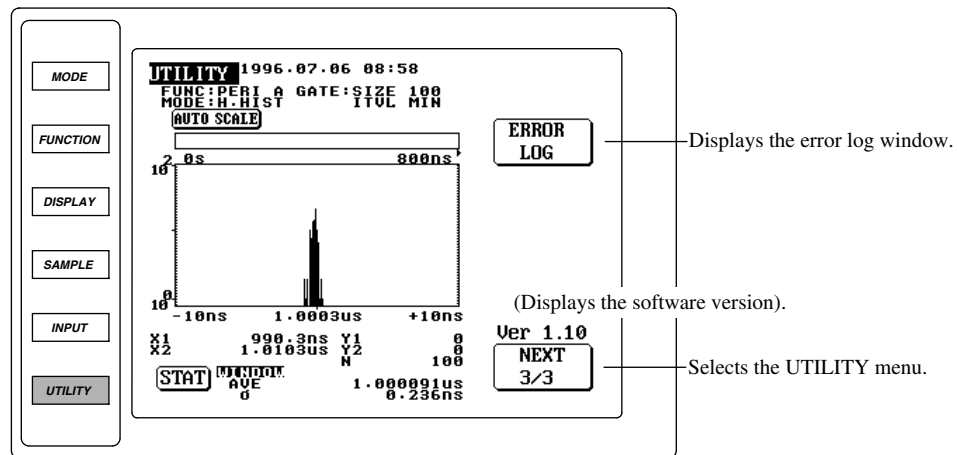 MODE
FUNCTION
DISPLAY
SAMPLE
INPUT
UTILITY
UTILITY 1996.07.06 08:58
FUNC:PERI A GATE:SIZE 100
MODE:H.HIST ITVL MIN
AUTO SCALE
0s 800ns
10²
10⁰
-10ns 1.0003us +10ns
X1 990.3ns Y1 0
X2 1.0103us Y2 0
N 100
STAT WINDOW
AVE 1.000091us
σ 0.236ns
ERROR
LOG
Displays the error log window.
(Displays the software version).
Ver 1.10
NEXT
3/3
Selects the UTILITY menu.